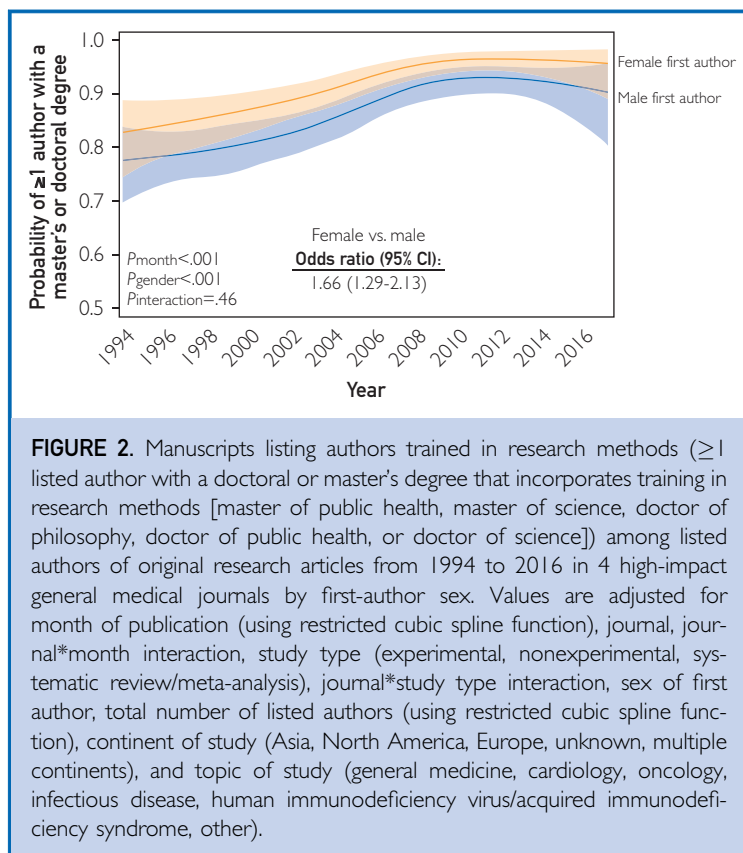 1.0
0.9
0.8
0.7
0.6
0.5
Probability of ≥1 author with a
master's or doctoral degree
Female first author
Male first author
Pmonth<.001
Pgender<.001
Pinteraction=.46
Female vs. male
Odds ratio (95% CI):
1.66 (1.29-2.13)
1994
1996
1998
2000
2002
2004
2006
2008
2010
2012
2014
2016
Year
FIGURE 2. Manuscripts listing authors trained in research methods (≥1
listed author with a doctoral or master's degree that incorporates training in
research methods [master of public health, master of science, doctor of
philosophy, doctor of public health, or doctor of science]) among listed
authors of original research articles from 1994 to 2016 in 4 high-impact
general medical journals by first-author sex. Values are adjusted for
month of publication (using restricted cubic spline function), journal, jour-
nal*month interaction, study type (experimental, nonexperimental, sys-
tematic review/meta-analysis), journal*study type interaction, sex of first
author, total number of listed authors (using restricted cubic spline func-
tion), continent of study (Asia, North America, Europe, unknown, multiple
continents), and topic of study (general medicine, cardiology, oncology,
infectious disease, human immunodeficiency virus/acquired immunodefi-
ciency syndrome, other).